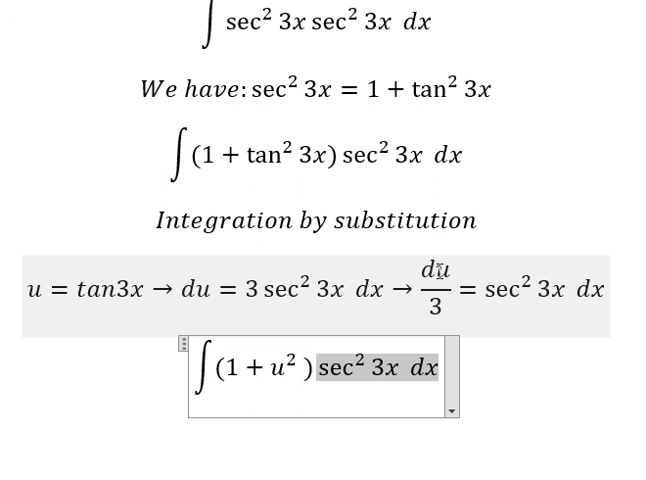 ∫ sec² 3x sec² 3x dx
We have: sec² 3x = 1 + tan² 3x
∫(1 + tan² 3x) sec² 3x dx
Integration by substitution
u = tan3x → du = 3 sec² 3x dx → du/3 = sec² 3x dx
∫(1 + u² ) sec² 3x dx